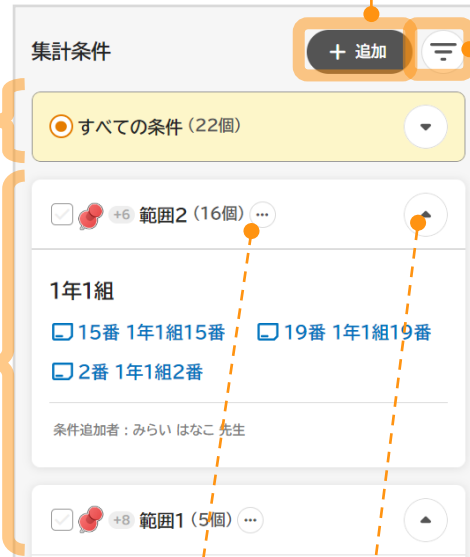 集計条件
+ 追加
すべての条件(22個)
+6 範囲2(16個)
1年1組
15番 1年1組15番 19番 1年1組19番
2番 1年1組2番
条件追加者:みらい はなこ 先生
+8 範囲1(5個)